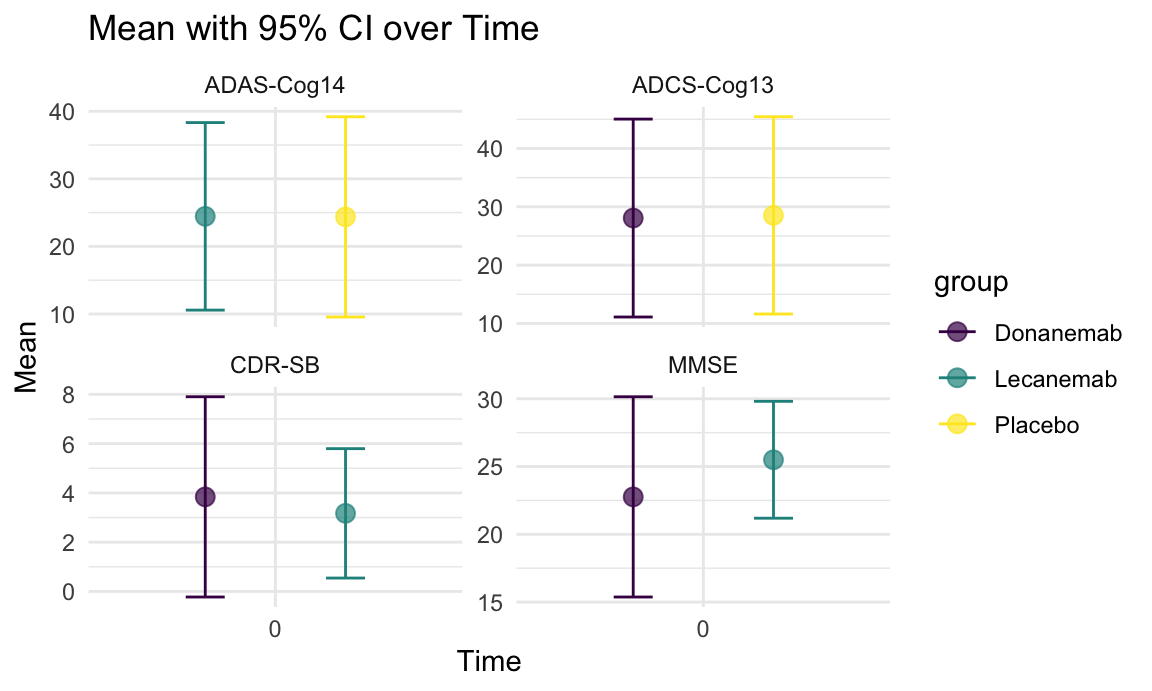 Mean with 95% CI over Time
ADAS-Cog14
ADCS-Cog13
40
30
20
10
40
30
20
10
CDR-SB
MMSE
8
6
4
2
0
30
25
20
15
0
0
Mean
Time
group
Donanemab
Lecanemab
Placebo